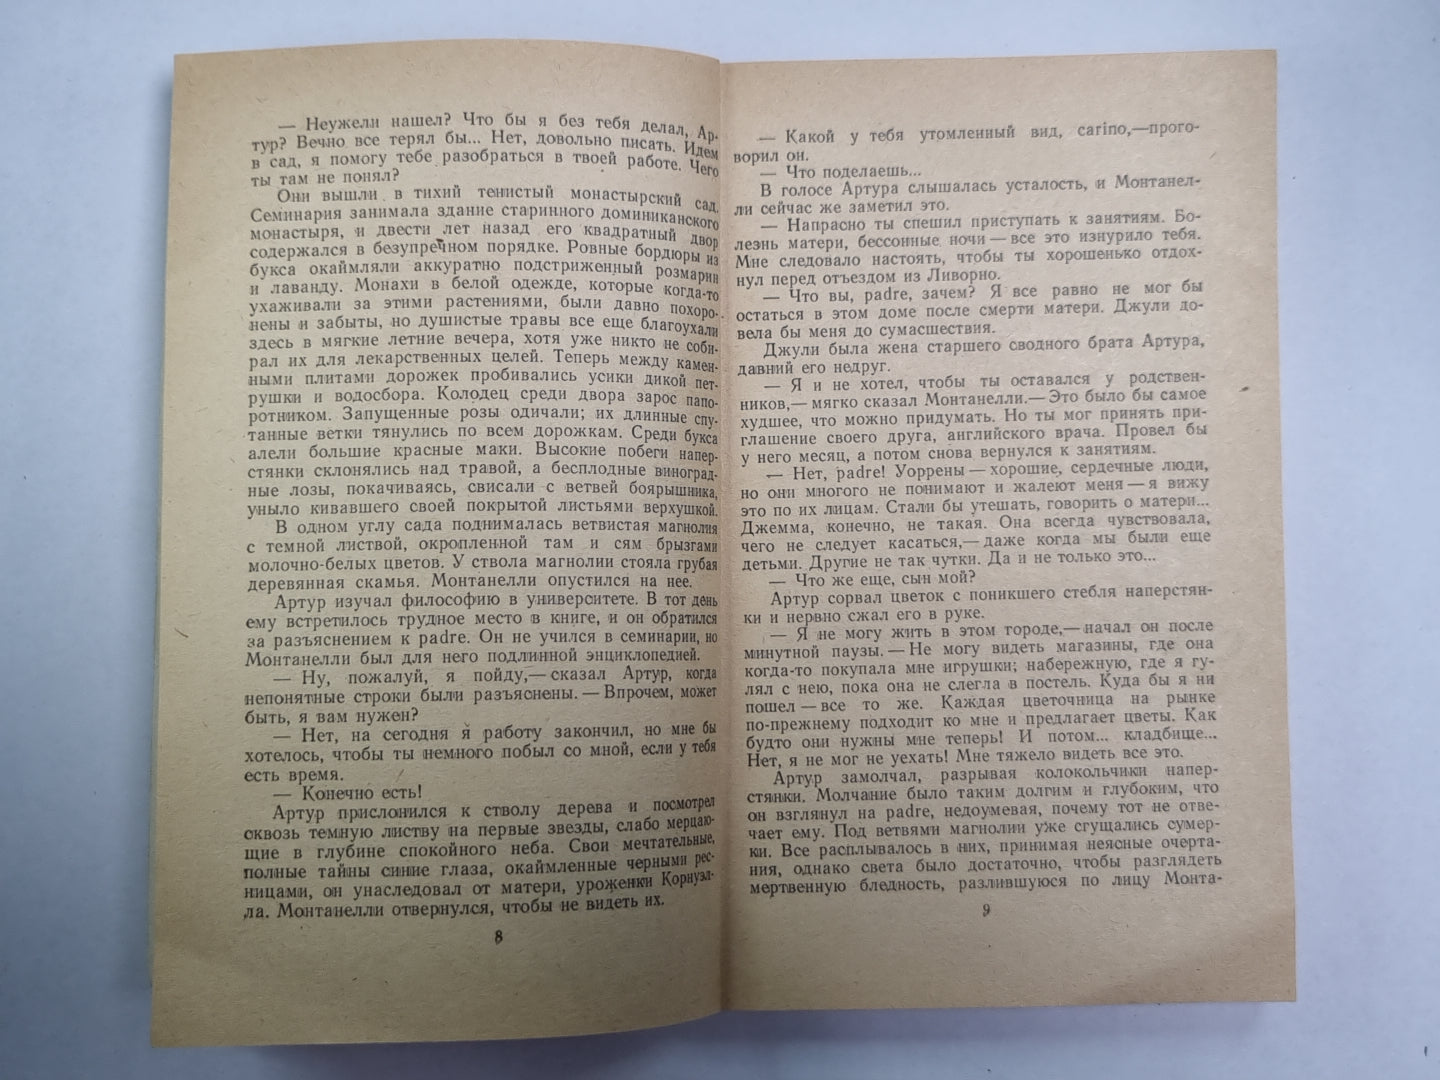 — Неужели нашел? Что бы я без тебя делал, Ар-
тур? Вечно все терял бы... Нет, довольно писать. Идем
в сад, я помогу тебе разобраться в твоей работе. Чего
ты там не понял?
Они вышли в тихий тенистый монастырский сад.
Семинария занимала здание старинного доминиканского
монастыря, и двести лет назад его квадратный двор
содержался в безупречном порядке. Ровные бордюры из
букса окаймляли аккуратно подстриженный розмарин
и лаванду. Монахи в белой одежде, которые когда-то
ухаживали за этими растениями, были давно похоро-
нены и забыты, но душистые травы все еще благоухали
здесь в мягкие летние вечера, хотя уже никто не соби-
рал их для лекарственных целей. Теперь между камен-
ными плитами дорожек пробивались усики дикой пет-
рушки и водосбора. Колодец среди двора зарос папо-
ротником. Запущенные розы одичали; их длинные спу-
танные ветки тянулись по всем дорожкам. Среди букса
алели большие красные маки. Высокие побеги напер-
стянки склонялись над травой, а бесплодные виноград-
ные лозы, покачиваясь, свисали с ветвей боярышника,
уныло кивавшего своей покрытой листьями верхушкой.
В одном углу сада поднималась ветвистая магнолия
с темной листвой, окропленной там и сям брызгами
молочно-белых цветов. У ствола магнолии стояла грубая
деревянная скамья. Монтанелли опустился на нее.
Артур изучал философию в университете. В тот день
ему встретилось трудное место в книге, и он обратился
за разъяснением к padre. Он не учился в семинарии, но
Монтанелли был для него подлинной энциклопедией.
— Ну, пожалуй, я пойду,— сказал Артур, когда
непонятные строки были разъяснены.— Впрочем, может
быть, я вам нужен?
— Нет, на сегодня я работу закончил, но мне бы
хотелось, чтобы ты немного побыл со мной, если у тебя
есть время.
— Конечно есть!
Артур прислонился к стволу дерева и посмотрел
сквозь темную листву на первые звезды, слабо мерцаю-
щие в глубине спокойного неба. Свои мечтательные,
полные тайны синие глаза, окаймленные черными рес-
ницами, он унаследовал от матери, уроженки Корнуэл-
ла. Монтанелли отвернулся, чтобы не видеть их.
8
— Какой у тебя утомленный вид, carino,—прого-
ворил он.
— Что поделаешь...
В голосе Артура слышалась усталость, и Монтанел-
ли сейчас же заметил это.
— Напрасно ты спешил приступать к занятиям. Бо-
лезнь матери, бессонные ночи — все это изнурило тебя.
Мне следовало настоять, чтобы ты хорошенько отдох-
нул перед отъездом из Ливорно.
— Что вы, padre, зачем? Я все равно не мог бы
остаться в этом доме после смерти матери. Джули до-
вела бы меня до сумасшествия.
Джули была жена старшего сводного брата Артура,
давний его недруг.
— Я и не хотел, чтобы ты оставался у родствен-
ников,— мягко сказал Монтанелли.— Это было бы самое
худшее, что можно придумать. Но ты мог принять при-
глашение своего друга, английского врача. Провел бы
у него месяц, а потом снова вернулся к занятиям.
— Нет, padre! Уоррены — хорошие, сердечные люди,
но они многого не понимают и жалеют меня — я вижу
это по их лицам. Стали бы утешать, говорить о матери...
Джемма, конечно, не такая. Она всегда чувствовала,
чего не следует касаться,— даже когда мы были еще
детьми. Другие не так чутки. Да и не только это...
— Что же еще, сын мой?
Артур сорвал цветок с поникшего стебля наперстян-
ки и нервно сжал его в руке.
— Я не могу жить в этом городе,— начал он после
минутной паузы.— Не могу видеть магазины, где она
когда-то покупала мне игрушки; набережную, где я гу-
лял с нею, пока она не слегла в постель. Куда бы я ни
пошел — все то же. Каждая цветочница на рынке
по-прежнему подходит ко мне и предлагает цветы. Как
будто они нужны мне теперь! И потом... кладбище...
Нет, я не мог не уехать! Мне тяжело видеть все это.
Артур замолчал, разрывая колокольчики напер-
стянки. Молчание было таким долгим и глубоким, что
он взглянул на padre, недоумевая, почему тот не отве-
чает ему. Под ветвями магнолии уже сгущались сумер-
ки. Все расплывалось в них, принимая неясные очерта-
ния, однако света было достаточно, чтобы разглядеть
мертвенную бледность, разлившуюся по лицу Монта-
9